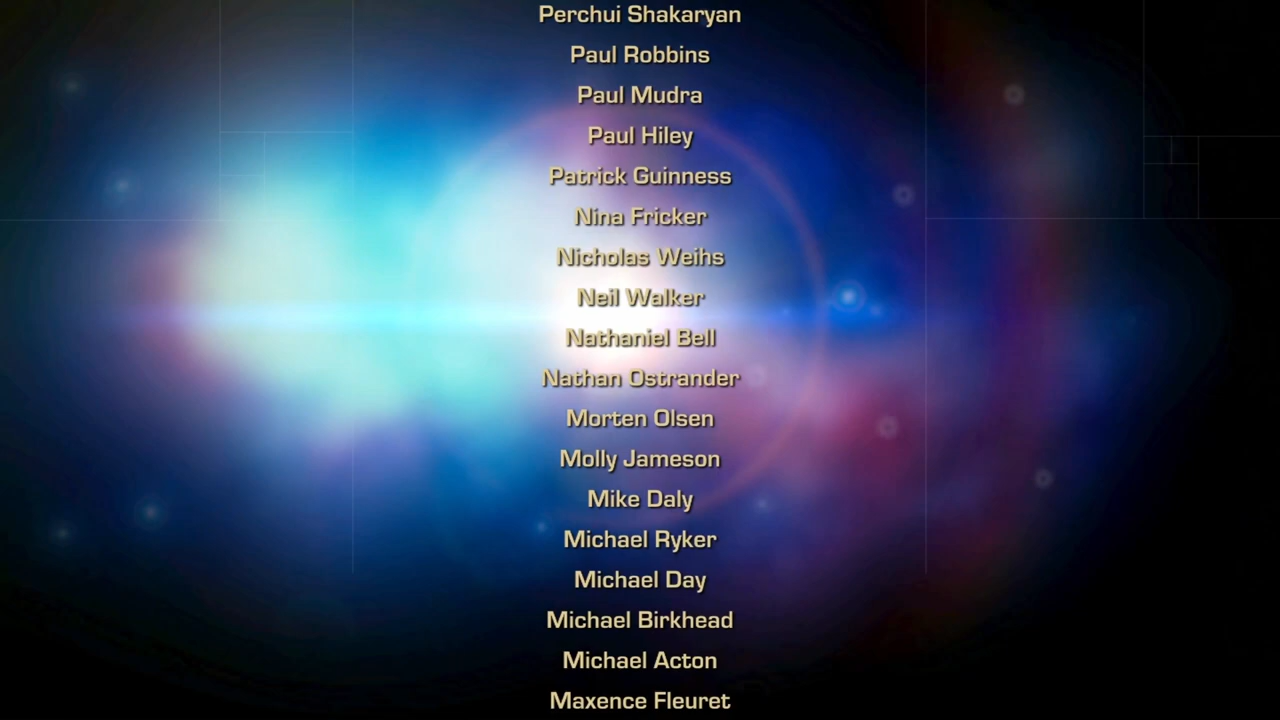 Perchui Shakaryan
Paul Robbins
Paul Mudra
Paul Hiley
Patrick Guinness
Nina Fricker
Nicholas Weihs
Neil Walker
Nathaniel Bell
Nathan Ostrander
Morten Olsen
Molly Jameson
Mike Daly
Michael Ryker
Michael Day
Michael Birkhead
Michael Acton
Maxence Fleuret